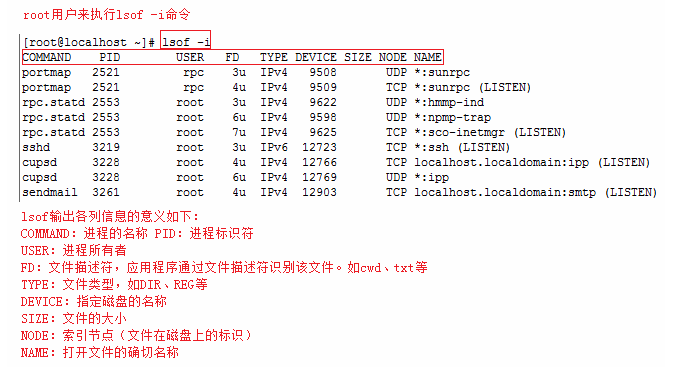 root用户来执行lsof -i命令
[root@localhost ~]# lsof -i
COMMAND PID USER FD TYPE DEVICE SIZE NODE NAME
portmap 2521 rpc 3u IPv4 9508 UDP *:sunrpc
portmap 2521 rpc 4u IPv4 9509 TCP *:sunrpc (LISTEN)
rpc.statd 2553 root 3u IPv4 9622 UDP *:hmmp-ind
rpc.statd 2553 root 6u IPv4 9598 UDP *:npmp-trap
rpc.statd 2553 root 7u IPv4 9625 TCP *:sco-inetmgr (LISTEN)
sshd 3219 root 3u IPv6 12723 TCP *:ssh (LISTEN)
cupsd 3228 root 4u IPv4 12766 TCP localhost.localdomain:ipp (LISTEN)
cupsd 3228 root 6u IPv4 12769 UDP *:ipp
sendmail 3261 root 4u IPv4 12903 TCP localhost.localdomain:smtp (LISTEN)
lsof输出各列信息的意义如下：
COMMAND：进程的名称 PID：进程标识符
USER：进程所有者
FD：文件描述符，应用程序通过文件描述符识别该文件。如cwd、txt等
TYPE：文件类型，如DIR、REG等
DEVICE：指定磁盘的名称
SIZE：文件的大小
NODE：索引节点（文件在磁盘上的标识）
NAME：打开文件的确切名称